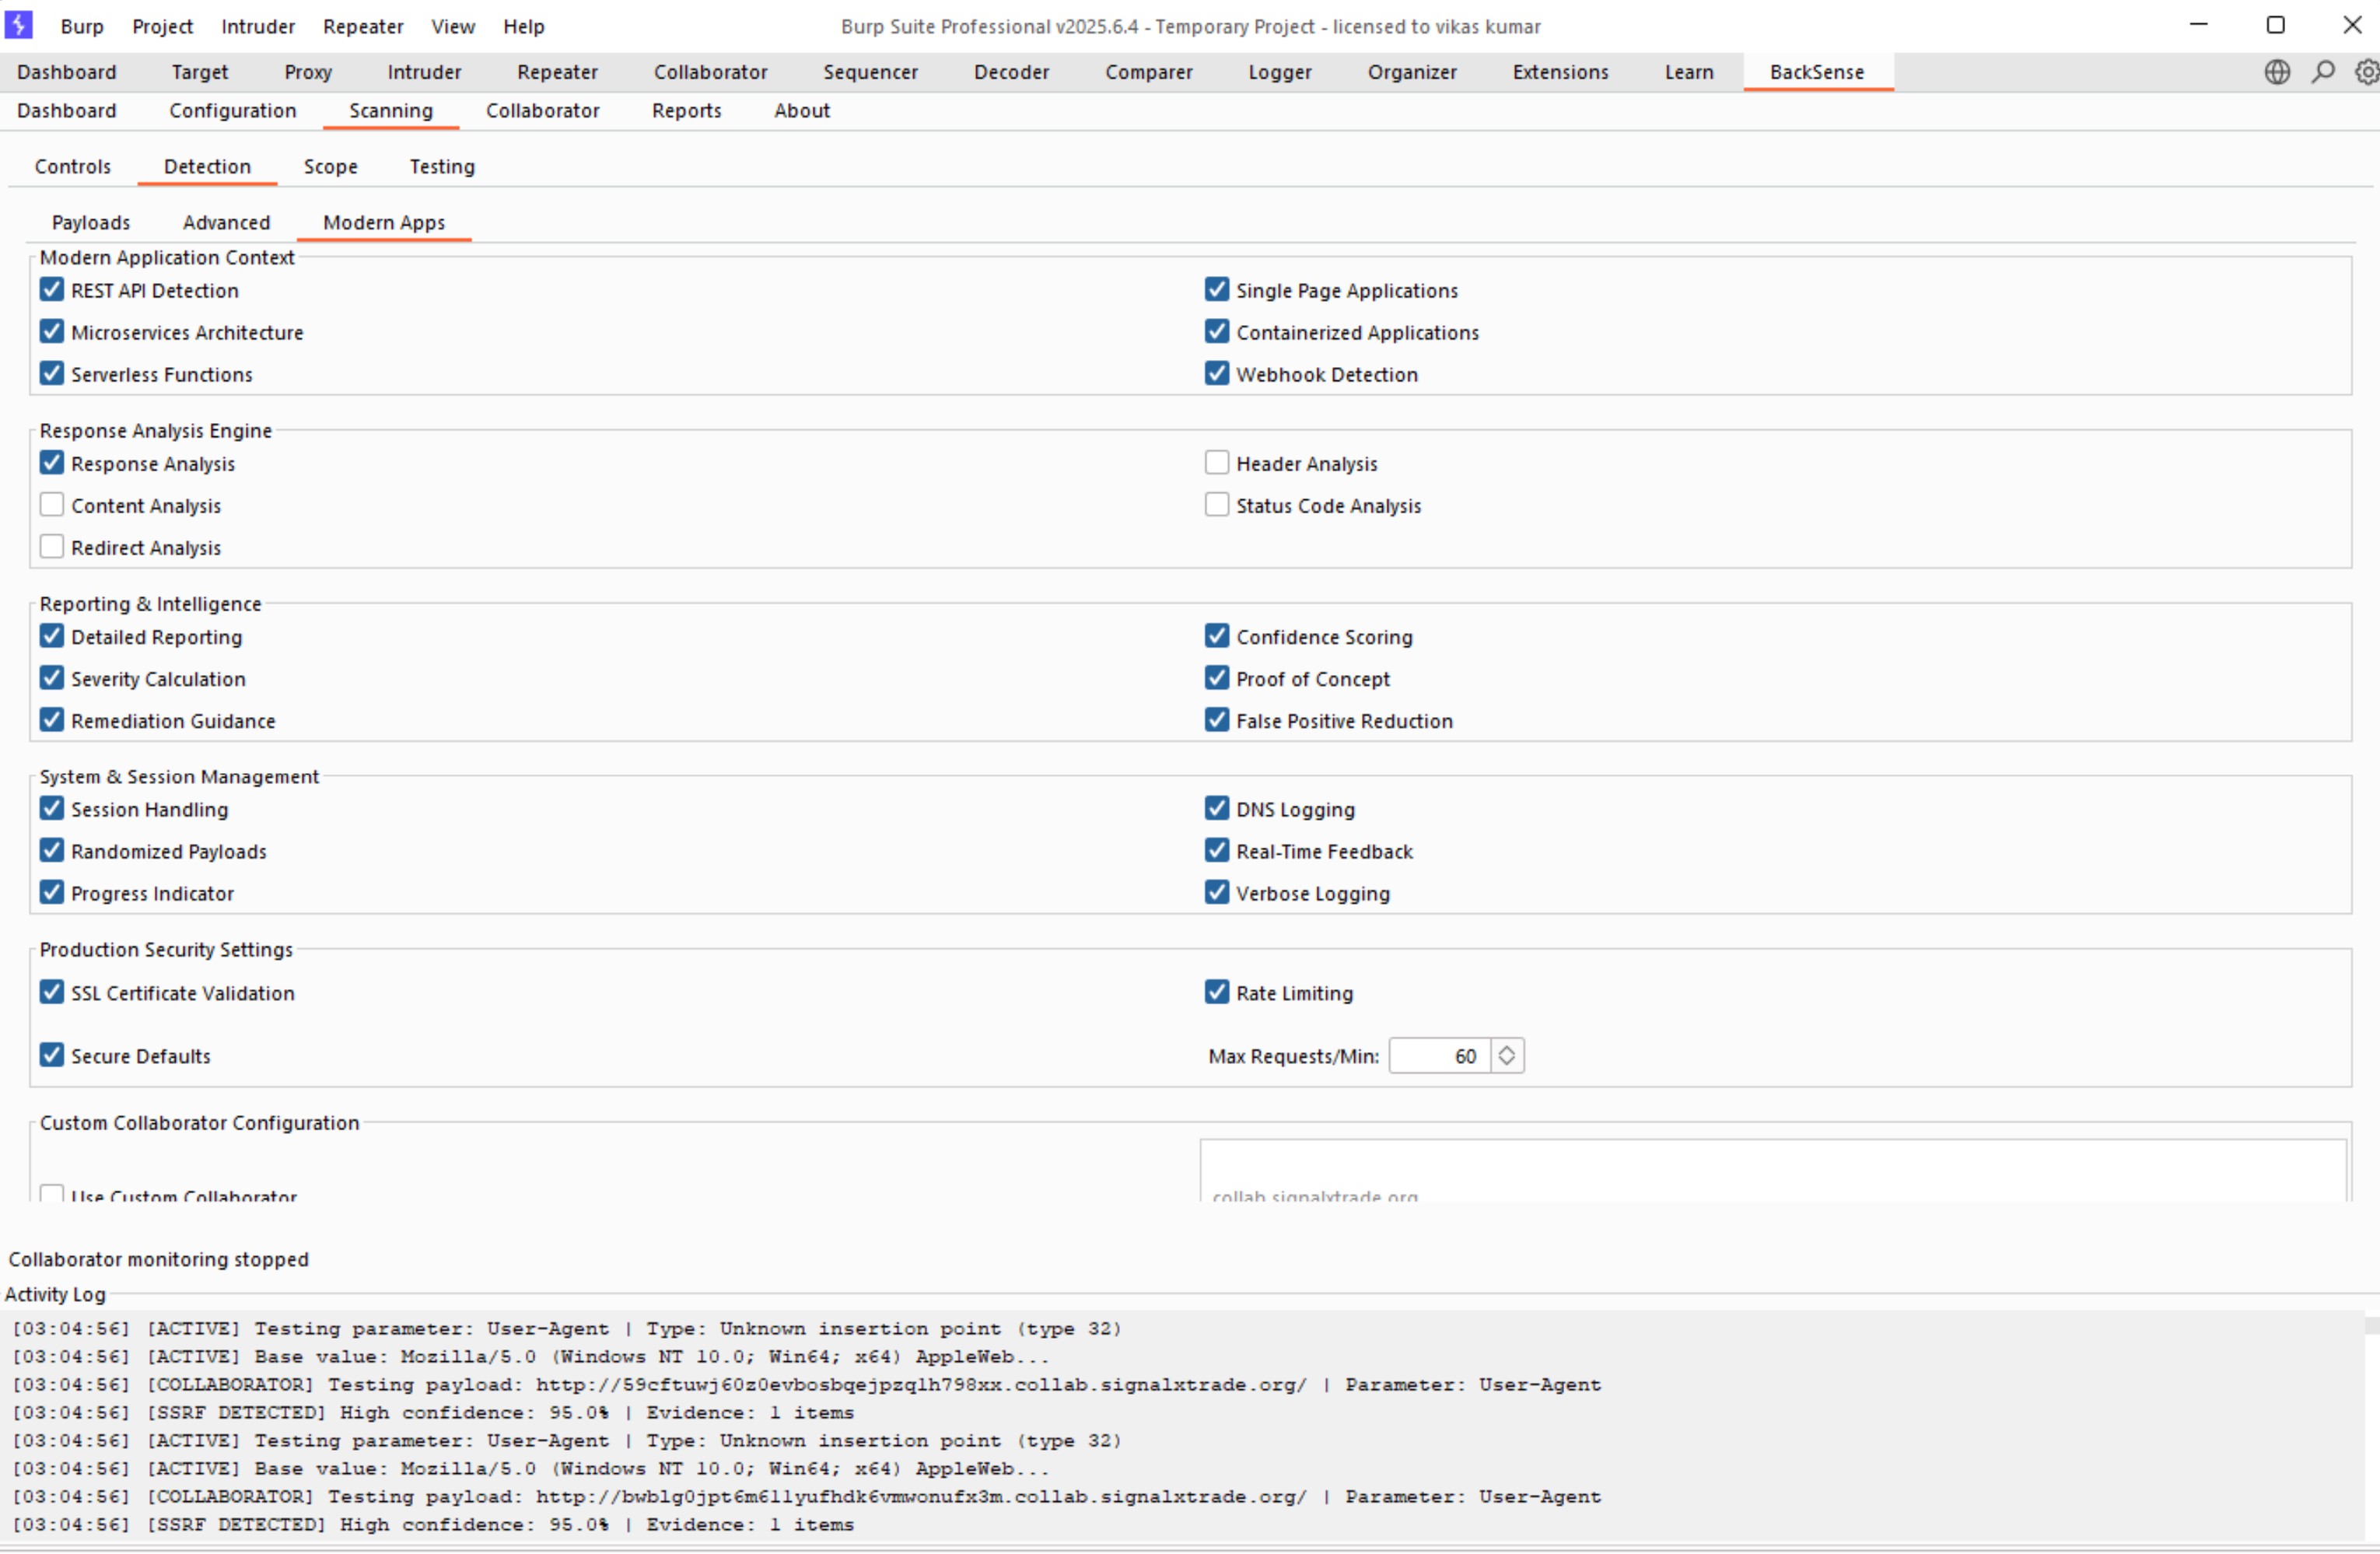 Burp Project Intruder Repeater View Help Burp Suite Professional v2025.6.4 - Temporary Project - licensed to vikas kumar
Dashboard Target Proxy Intruder Repeater Collaborator Sequencer Decoder Comparer Logger Organizer Extensions Learn BackSense
Dashboard Configuration Scanning Collaborator Reports About
Controls Detection Scope Testing
Payloads Advanced Modern Apps
Modern Application Context
REST API Detection Single Page Applications
Microservices Architecture Containerized Applications
Serverless Functions Webhook Detection
Response Analysis Engine
Response Analysis Header Analysis
Content Analysis Status Code Analysis
Redirect Analysis
Reporting & Intelligence
Detailed Reporting Confidence Scoring
Severity Calculation Proof of Concept
Remediation Guidance False Positive Reduction
System & Session Management
Session Handling DNS Logging
Randomized Payloads Real-Time Feedback
Progress Indicator Verbose Logging
Production Security Settings
SSL Certificate Validation Rate Limiting
Secure Defaults Max Requests/Min: 60
Custom Collaborator Configuration
Use Custom Collaborator collab.signalxtrade.org
Collaborator monitoring stopped
Activity Log
[03:04:56] [ACTIVE] Testing parameter: User-Agent | Type: Unknown insertion point (type 32)
[03:04:56] [ACTIVE] Base value: Mozilla/5.0 (Windows NT 10.0; Win64; x64) AppleWeb...
[03:04:56] [COLLABORATOR] Testing payload: http://59cftuwj60z0evbosbqejpzqlh798xx.collab.signalxtrade.org/ | Parameter: User-Agent
[03:04:56] [SSRF DETECTED] High confidence: 95.0% | Evidence: 1 items
[03:04:56] [ACTIVE] Testing parameter: User-Agent | Type: Unknown insertion point (type 32)
[03:04:56] [ACTIVE] Base value: Mozilla/5.0 (Windows NT 10.0; Win64; x64) AppleWeb...
[03:04:56] [COLLABORATOR] Testing payload: http://bwblg0jpt6m6llyufhdk6vmwonufx3m.collab.signalxtrade.org/ | Parameter: User-Agent
[03:04:56] [SSRF DETECTED] High confidence: 95.0% | Evidence: 1 items